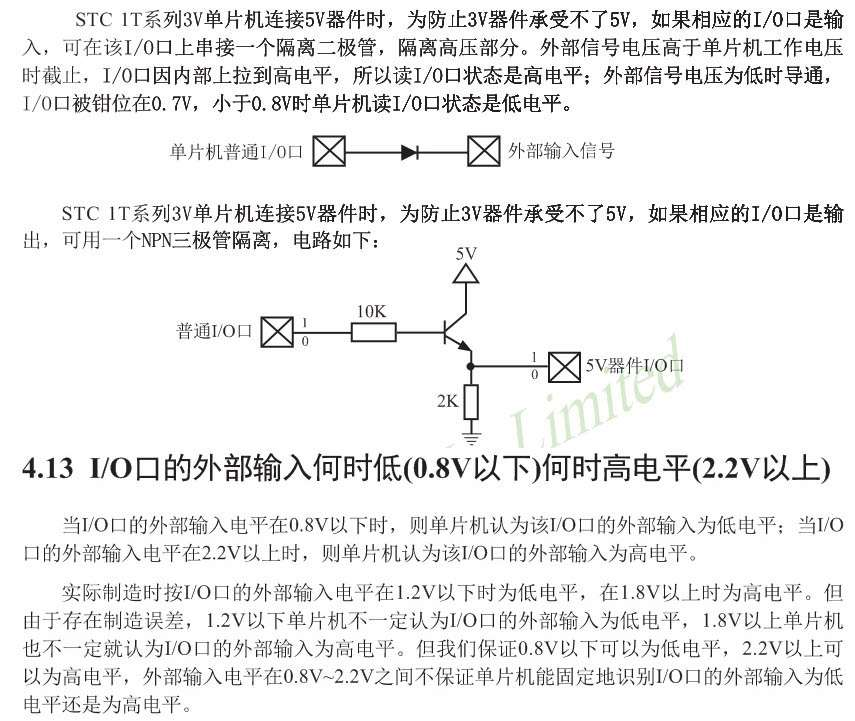 STC 1T系列3V单片机连接5V器件时，为防止3V器件承受不了5V，如果相应的I/O口是输
入，可在该I/O口上串接一个隔离二极管，隔离高压部分。外部信号电压高于单片机工作电压
时截止，I/O口因内部上拉到高电平，所以读I/O口状态是高电平；外部信号电压为低时导通，
I/O口被钳位在0.7V，小于0.8V时单片机读I/O口状态是低电平。
单片机普通I/O口
外部输入信号
STC 1T系列3V单片机连接5V器件时，为防止3V器件承受不了5V，如果相应的I/O口是输
出，可用一个NPN三极管隔离，电路如下：
5V
10K
普通I/O口
1
0
1
0
5V器件I/O口
2K
Limited
4.13 I/O口的外部输入何时低(0.8V以下)何时高电平(2.2V以上)
当I/O口的外部输入电平在0.8V以下时，则单片机认为该I/O口的外部输入为低电平；当I/O
口的外部输入电平在2.2V以上时，则单片机认为该I/O口的外部输入为高电平。
实际制造时按I/O口的外部输入电平在1.2V以下时为低电平，在1.8V以上时为高电平。但
由于存在制造误差，1.2V以下单片机不一定认为I/O口的外部输入为低电平，1.8V以上单片机
也不一定就认为I/O口的外部输入为高电平。但我们保证0.8V以下可以为低电平，2.2V以上可
以为高电平，外部输入电平在0.8V~2.2V之间不保证单片机能固定地识别I/O口的外部输入为低
电平还是为高电平。